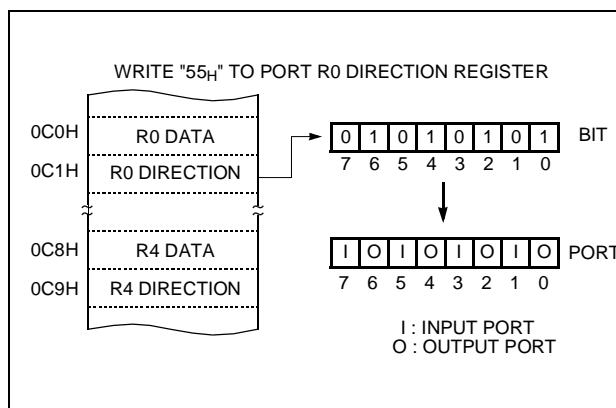 WRITE "55H" TO PORT R0 DIRECTION REGISTER
0C0H R0 DATA
0C1H R0 DIRECTION
0 1 0 1 0 1 0 1 BIT
7 6 5 4 3 2 1 0
0C8H R4 DATA
0C9H R4 DIRECTION
I O I O I O I O PORT
7 6 5 4 3 2 1 0
I : INPUT PORT
O : OUTPUT PORT